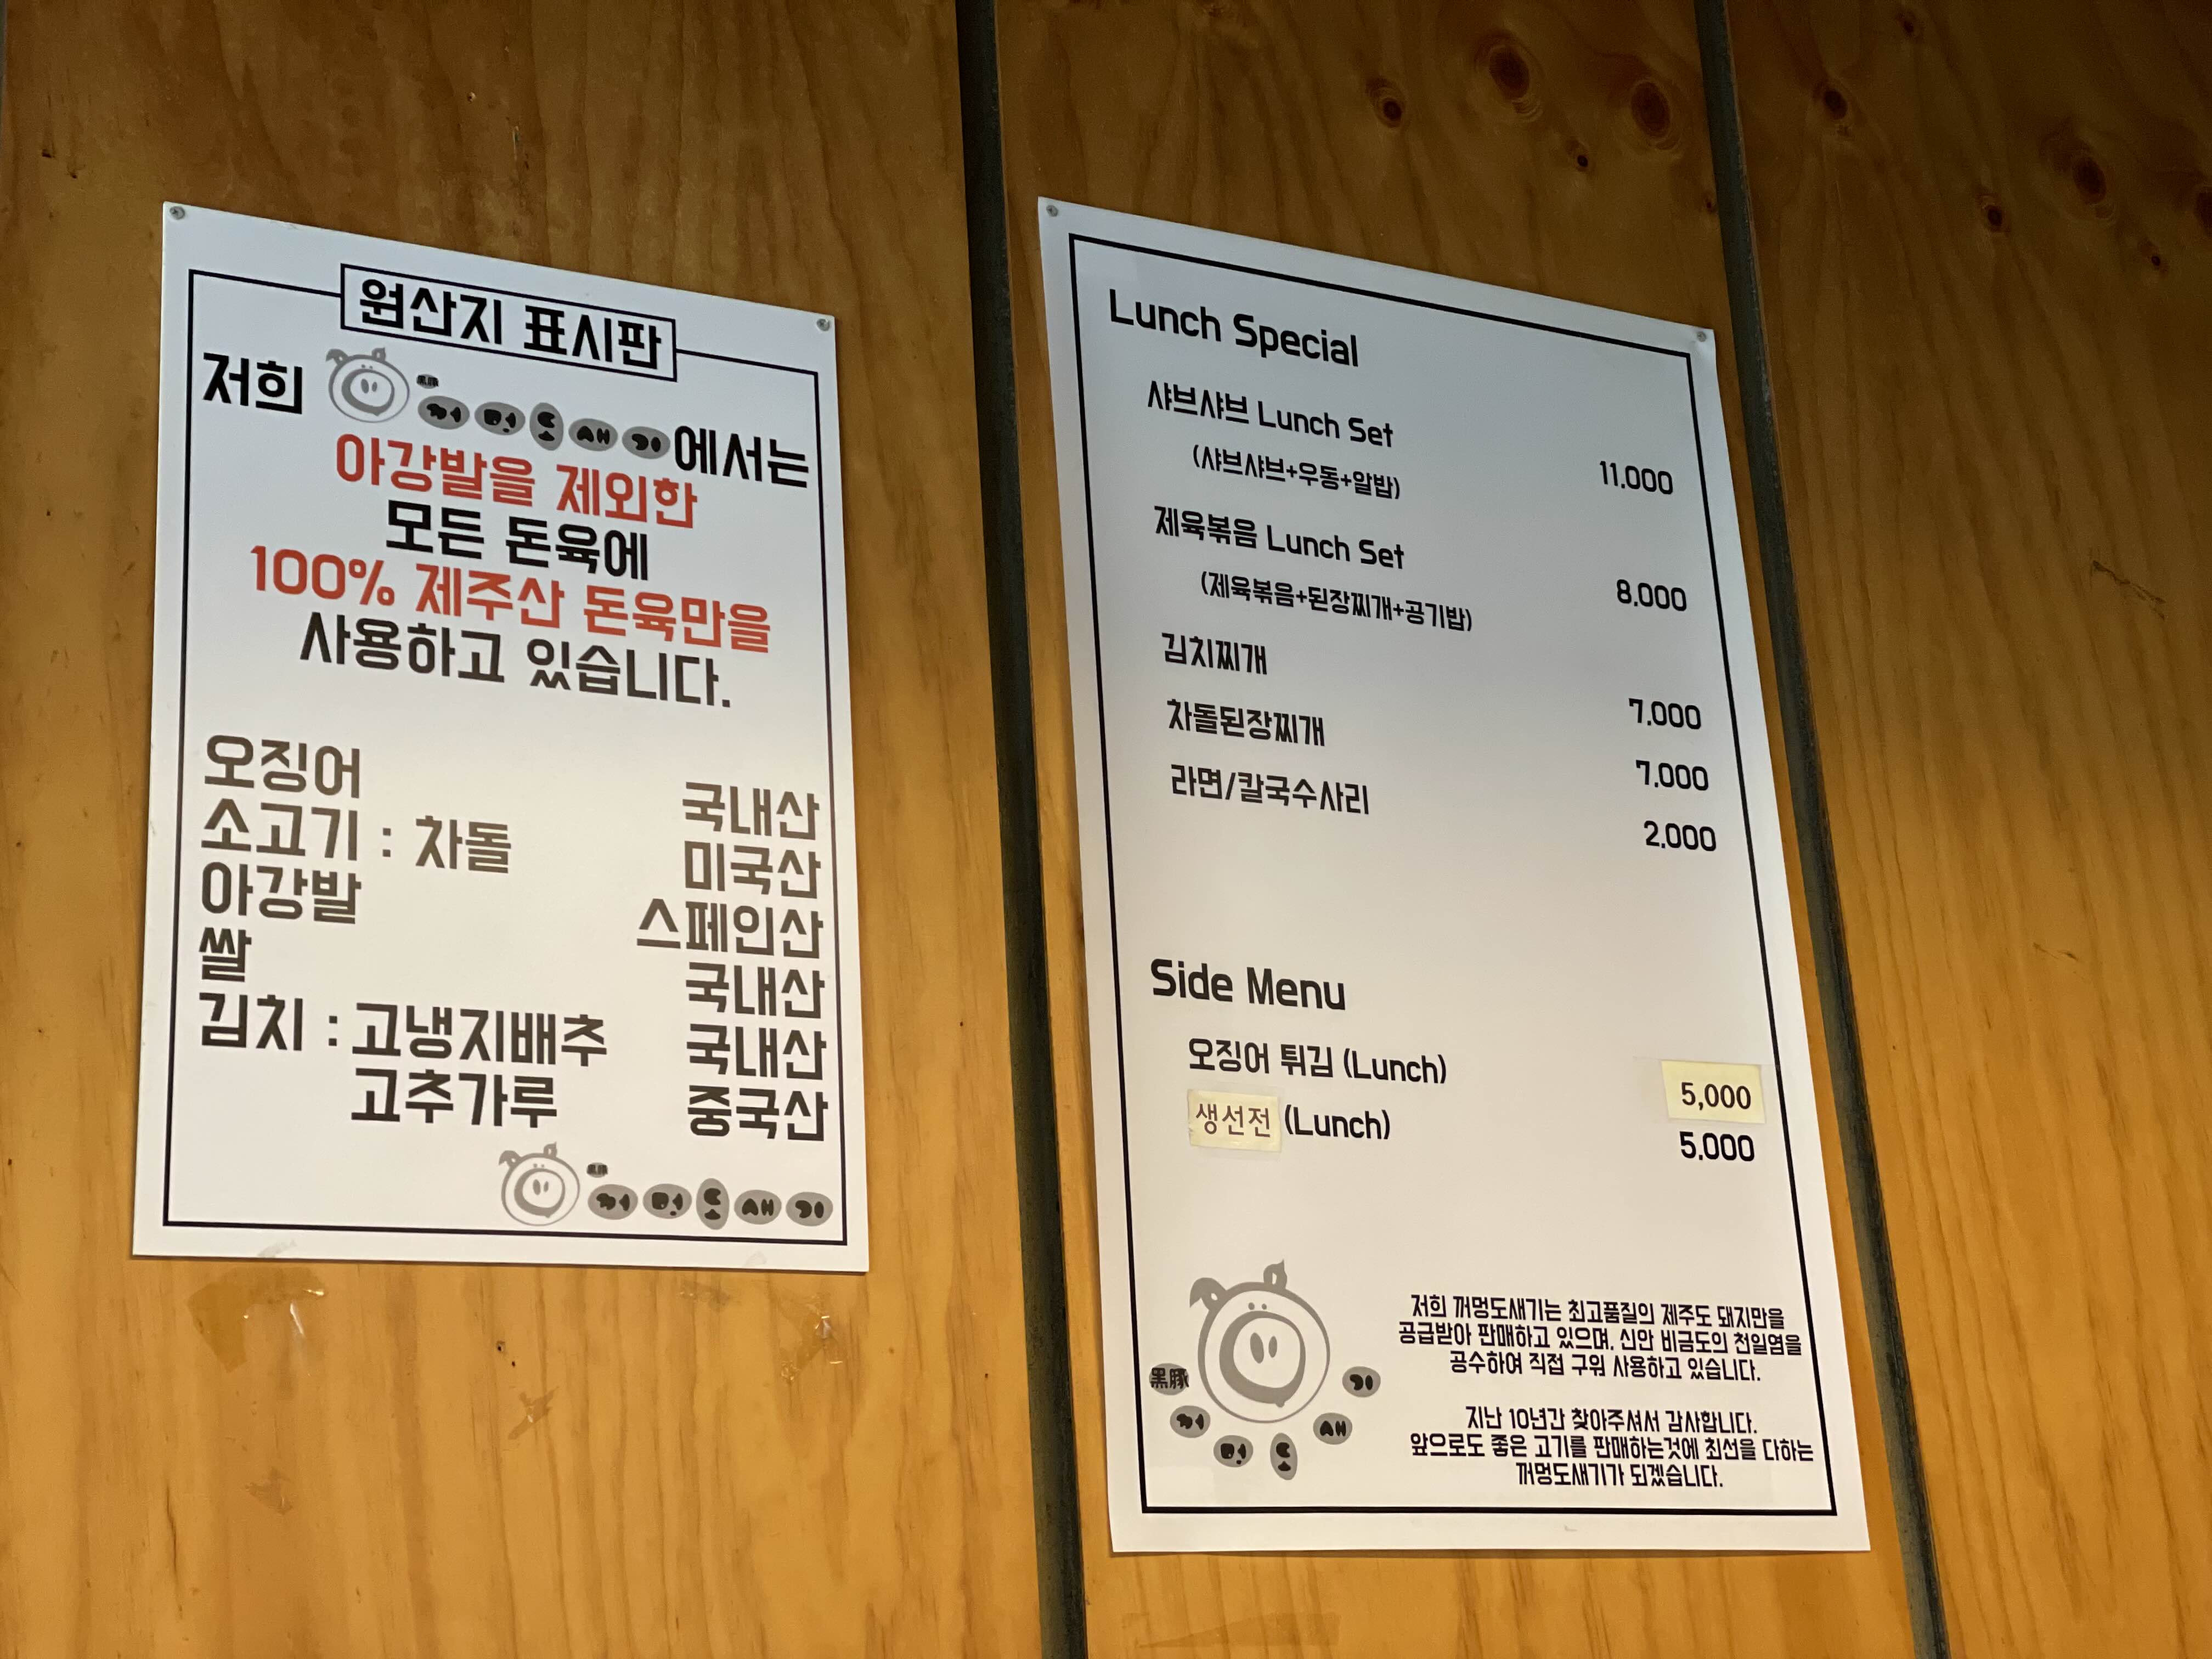 원산지 표시판
저희 黑豚 꺼멍도새기에서는
아강발을 제외한
모든 돈육에
100% 제주산 돈육만을
사용하고 있습니다.
오징어 국내산
소고기 : 차돌 미국산
아강발 스페인산
쌀 국내산
김치 : 고냉지배추 국내산
고추가루 중국산
黑豚 꺼멍도새기
Lunch Special
샤브샤브 Lunch Set 11.000
(샤브샤브+우동+알밥)
제육볶음 Lunch Set 8.000
(제육볶음+된장찌개+공기밥)
김치찌개 7.000
차돌된장찌개 7.000
라면/칼국수사리 2.000
Side Menu
오징어 튀김 (Lunch) 5,000
생선전 (Lunch) 5.000
黑豚
꺼멍도새기
저희 꺼멍도새기는 최고품질의 제주도 돼지만을
공급받아 판매하고 있으며, 신안 비금도의 천일염을
공수하여 직접 구워 사용하고 있습니다.
지난 10년간 찾아주셔서 감사합니다.
앞으로도 좋은 고기를 판매하는것에 최선을 다하는
꺼멍도새기가 되겠습니다.